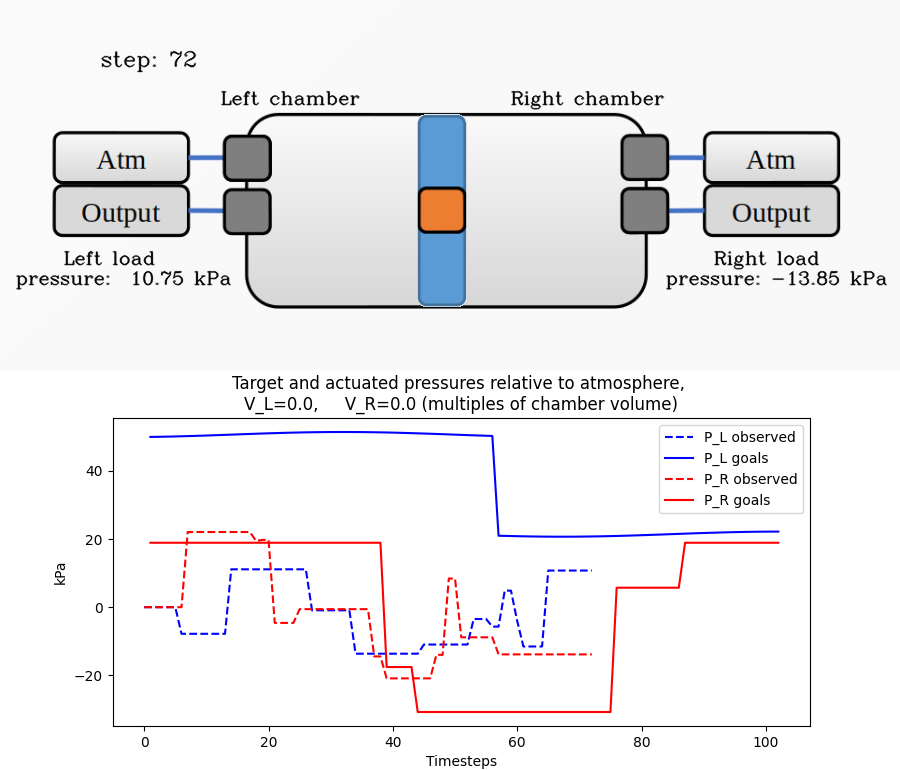 step: 72
Left chamber
Right chamber
Atm
Atm
Output
Output
Left load
pressure: 10.75 kPa
Right load
pressure: −13.85 kPa
Target and actuated pressures relative to atmosphere,
V_L=0.0, V_R=0.0 (multiples of chamber volume)
P_L observed
P_L goals
P_R observed
P_R goals
40
20
0
−20
kPa
0 20 40 60 80 100
Timesteps